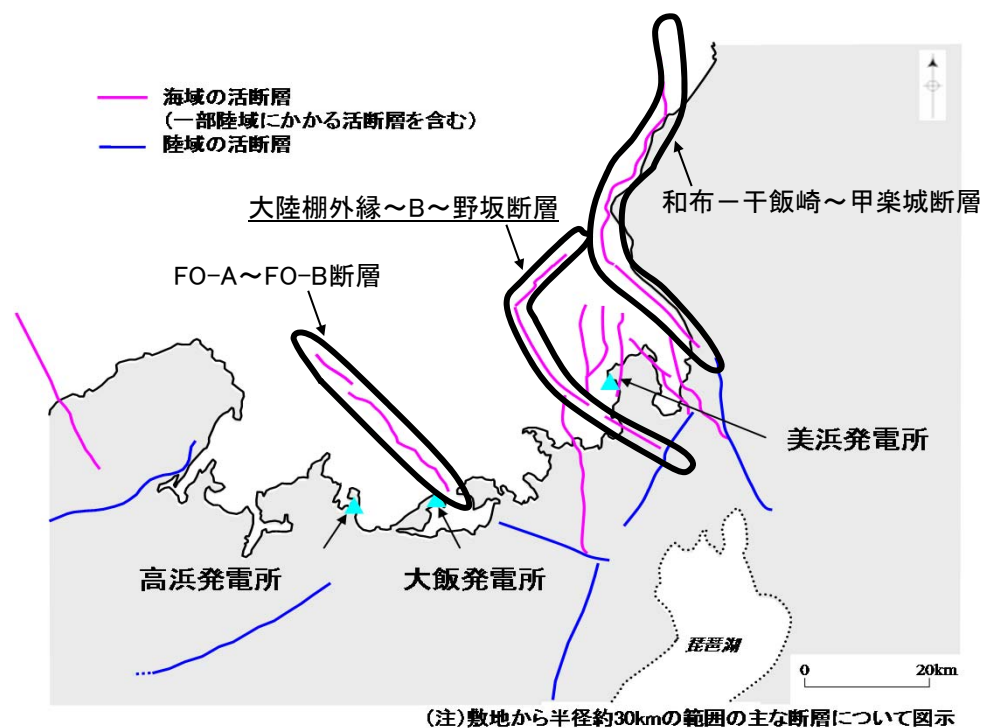 海域の活断層
(一部陸域にかかる活断層を含む)
陸域の活断層
和布－干飯崎～甲楽城断層
大陸棚外縁～B～野坂断層
FO-A～FO-B断層
美浜発電所
高浜発電所
大飯発電所
琵琶湖
0 20km
(注)敷地から半径約30kmの範囲の主な断層について図示